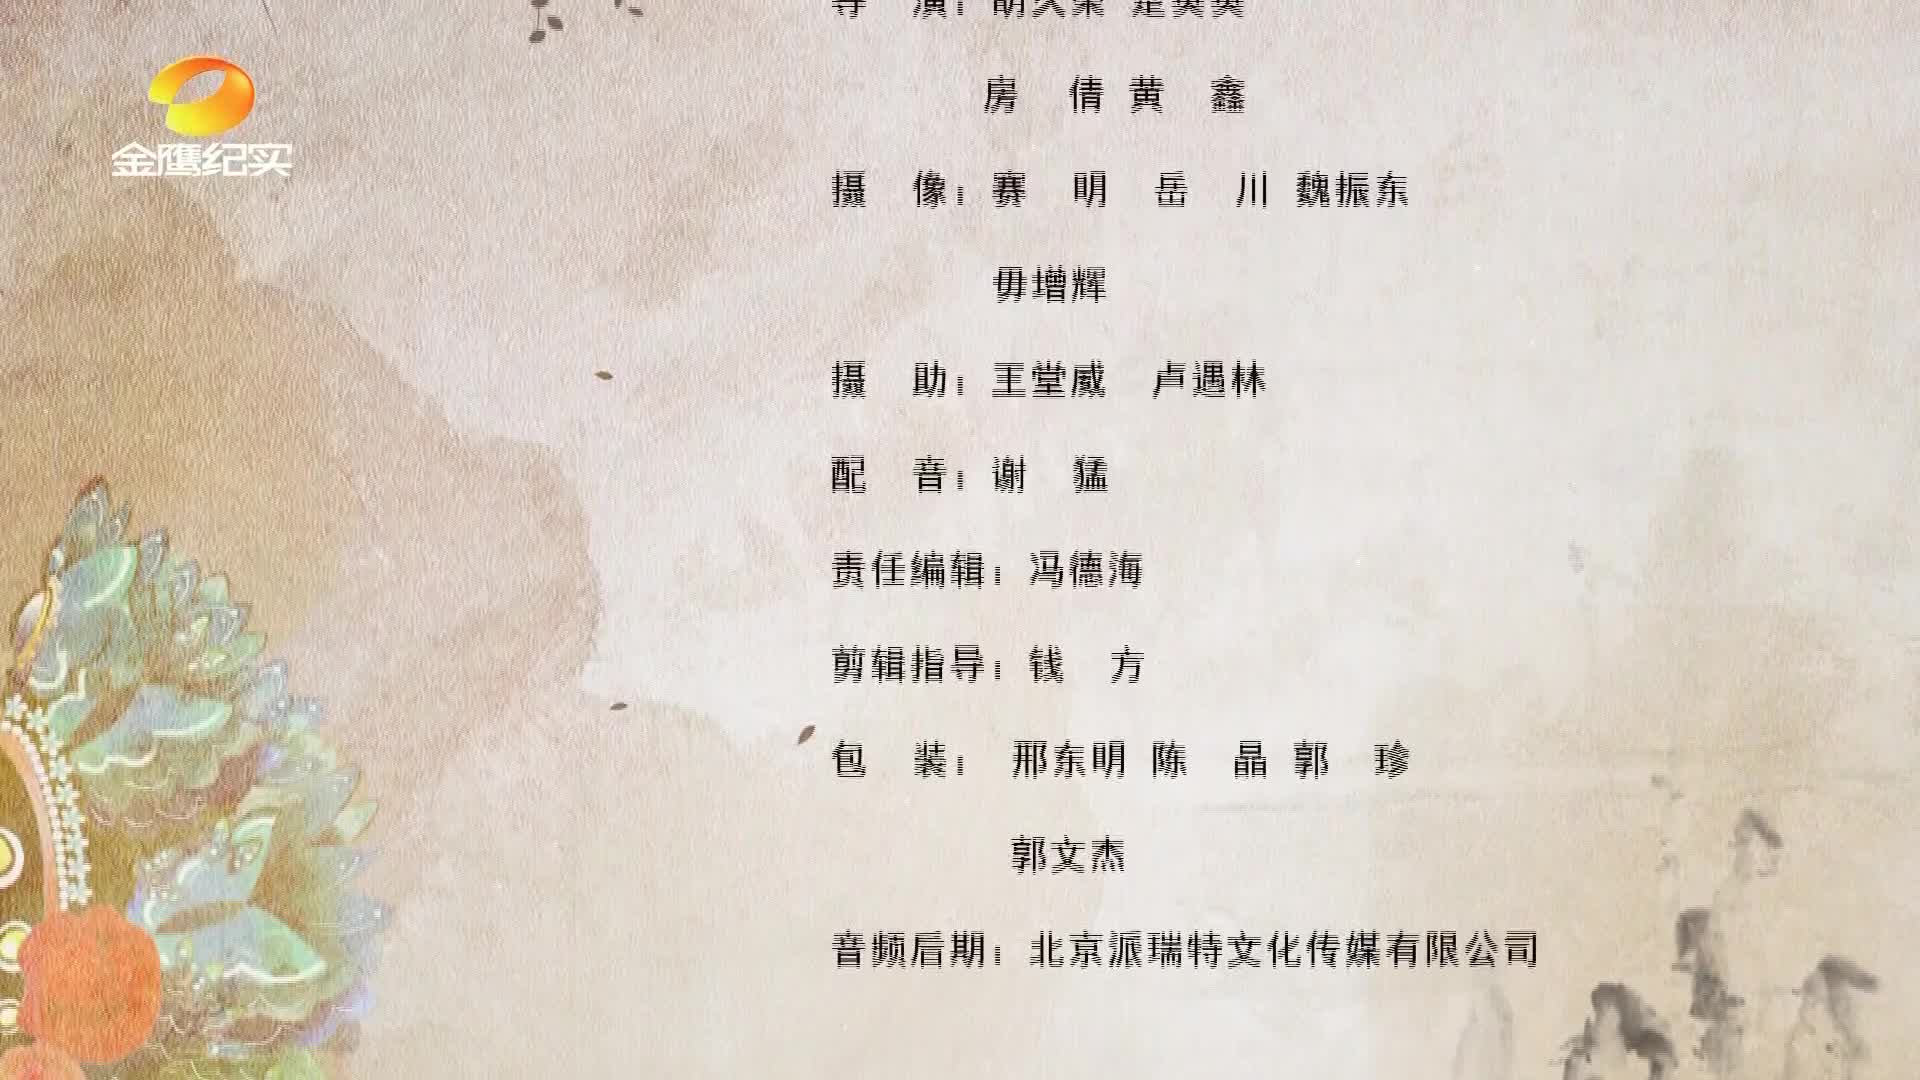 金鹰纪实
房 倩 黄 鑫
摄 像：赛 明 岳 川 魏振东
毋增辉
摄 助：王堂威 卢遇林
配 音：谢 猛
责任编辑：冯德海
剪辑指导：钱 方
包 装：邢东明 陈 晶 郭 珍
郭文杰
音频后期：北京派瑞特文化传媒有限公司